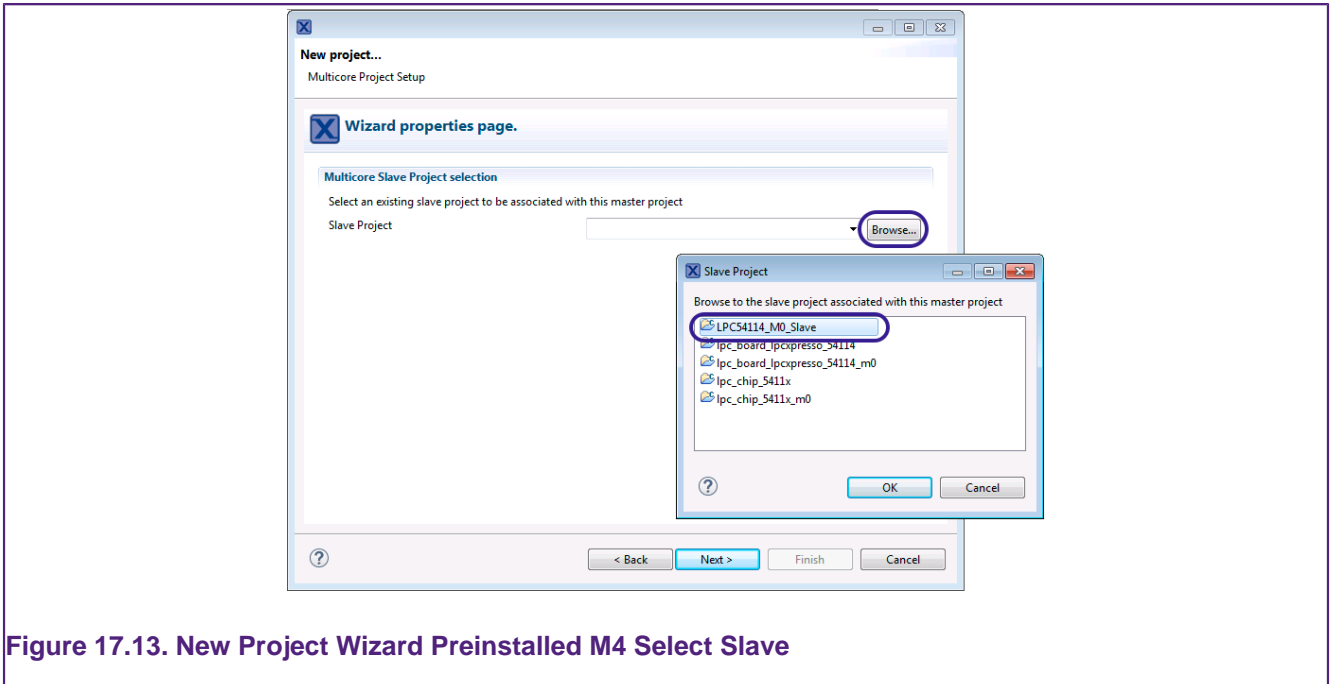 New project...
Multicore Project Setup
Wizard properties page.
Multicore Slave Project selection
Select an existing slave project to be associated with this master project
Slave Project
Browse...
Slave Project
Browse to the slave project associated with this master project
LPC54114_M0_Slave
lpc_board_lpcxpresso_54114
lpc_board_lpcxpresso_54114_m0
lpc_chip_5411x
lpc_chip_5411x_m0
OK Cancel
< Back Next > Finish Cancel
Figure 17.13. New Project Wizard Preinstalled M4 Select Slave